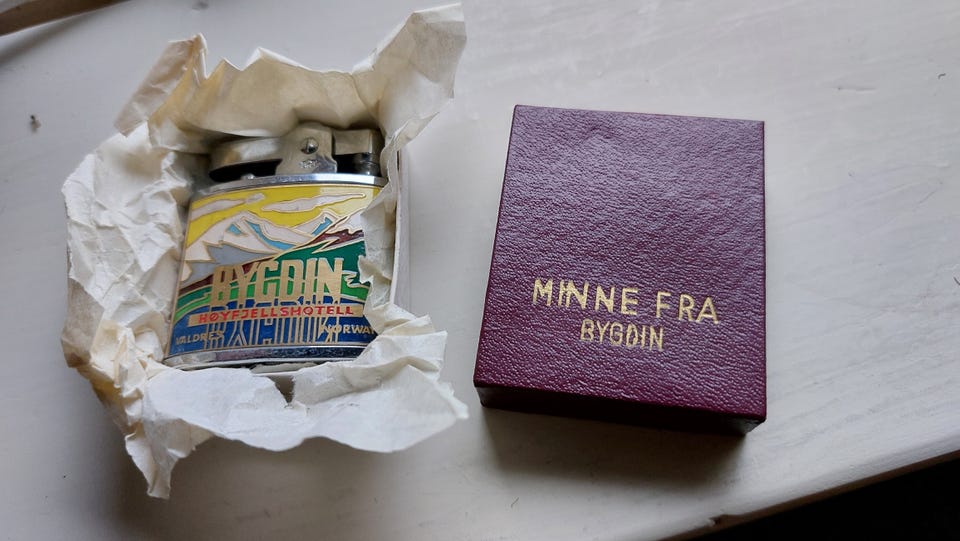 BYGDIN
HØYFJELLSHOTELL
VALDRES NORWAY
MINNE FRA
BYGDIN